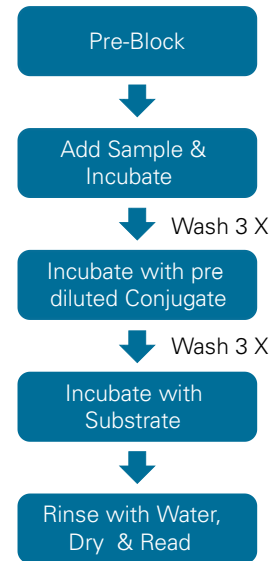 Pre-Block
Add Sample &
Incubate
Wash 3 X
Incubate with pre
diluted Conjugate
Wash 3 X
Incubate with
Substrate
Rinse with Water,
Dry & Read